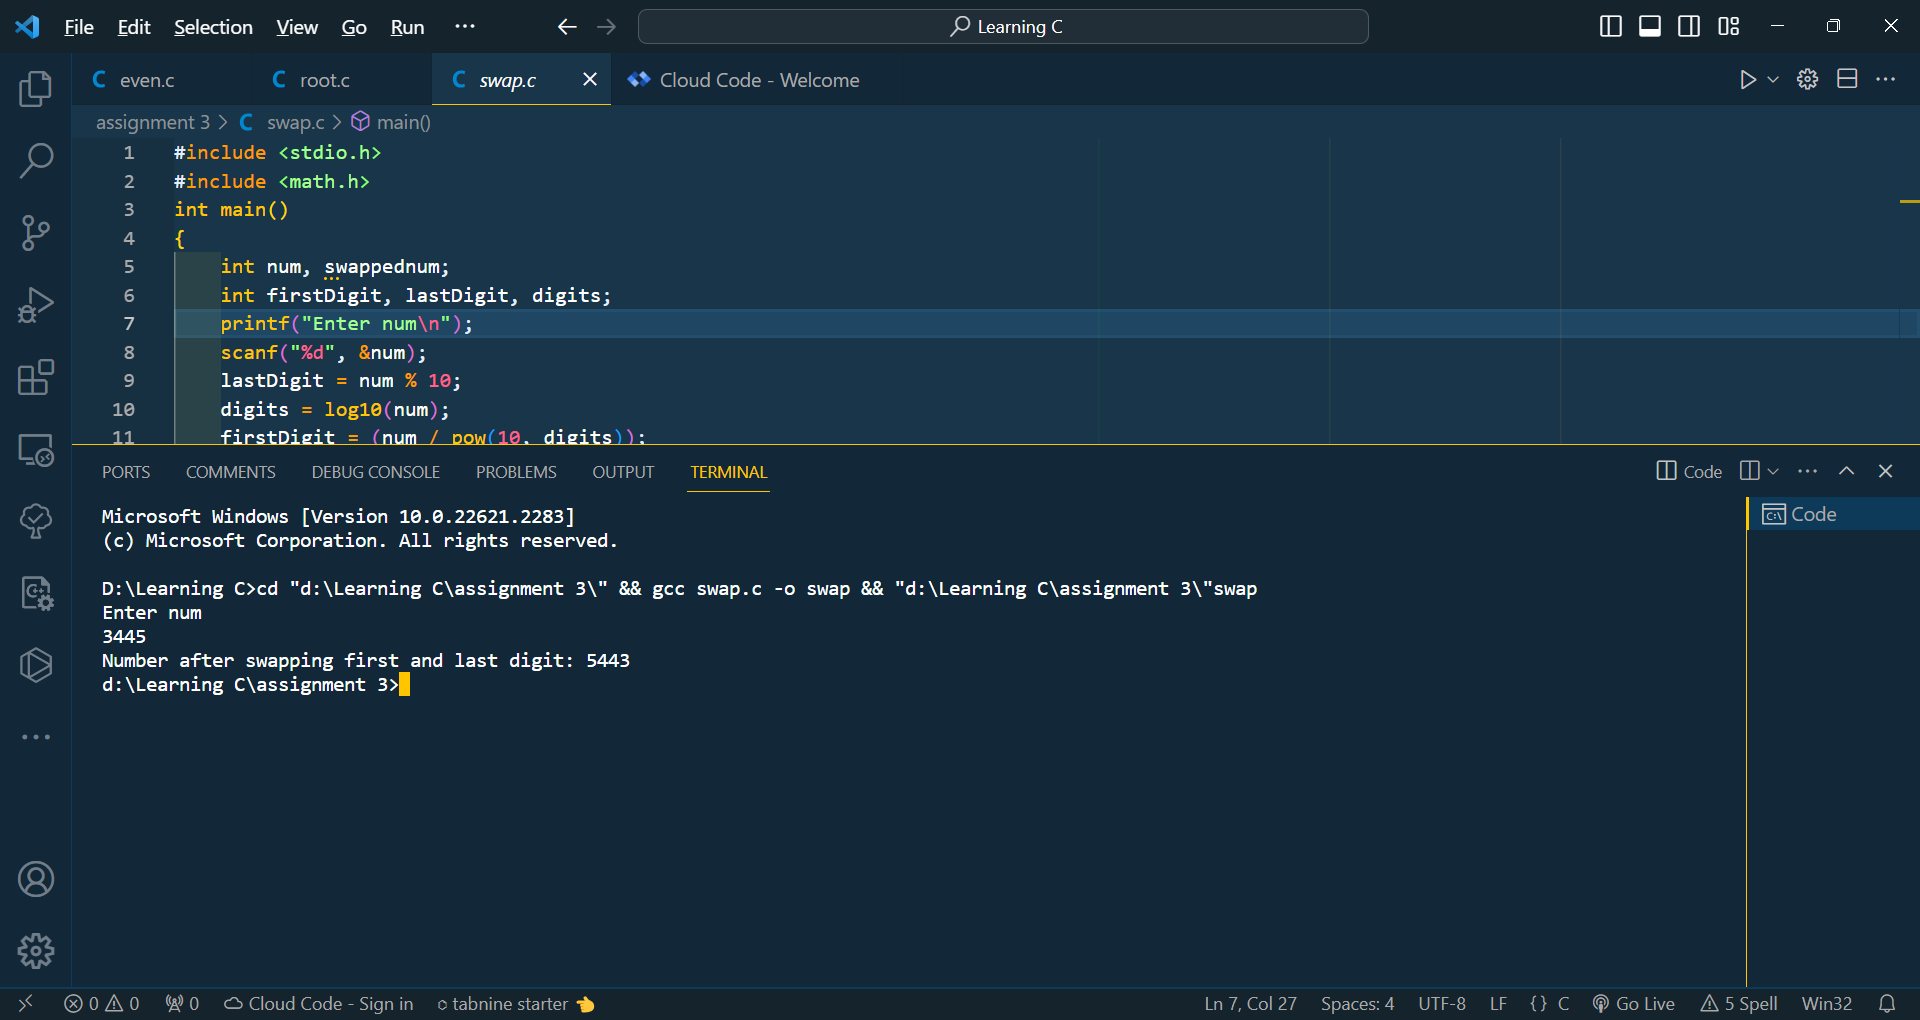 File Edit Selection View Go Run ··· Learning C
even.c root.c swap.c Cloud Code - Welcome
assignment 3 > C swap.c > main()
1 #include <stdio.h>
2 #include <math.h>
3 int main()
4 {
5 int num, swappednum;
6 int firstDigit, lastDigit, digits;
7 printf("Enter num\n");
8 scanf("%d", &num);
9 lastDigit = num % 10;
10 digits = log10(num);
11 firstDigit = (num / pow(10, digits));
PORTS COMMENTS DEBUG CONSOLE PROBLEMS OUTPUT TERMINAL Code
Microsoft Windows [Version 10.0.22621.2283]
(c) Microsoft Corporation. All rights reserved.
Code
D:\Learning C>cd "d:\Learning C\assignment 3\" && gcc swap.c -o swap && "d:\Learning C\assignment 3\"swap
Enter num
3445
Number after swapping first and last digit: 5443
d:\Learning C\assignment 3>
0 0 0 Cloud Code - Sign in tabnine starter Ln 7, Col 27 Spaces: 4 UTF-8 LF {} C Go Live 5 Spell Win32